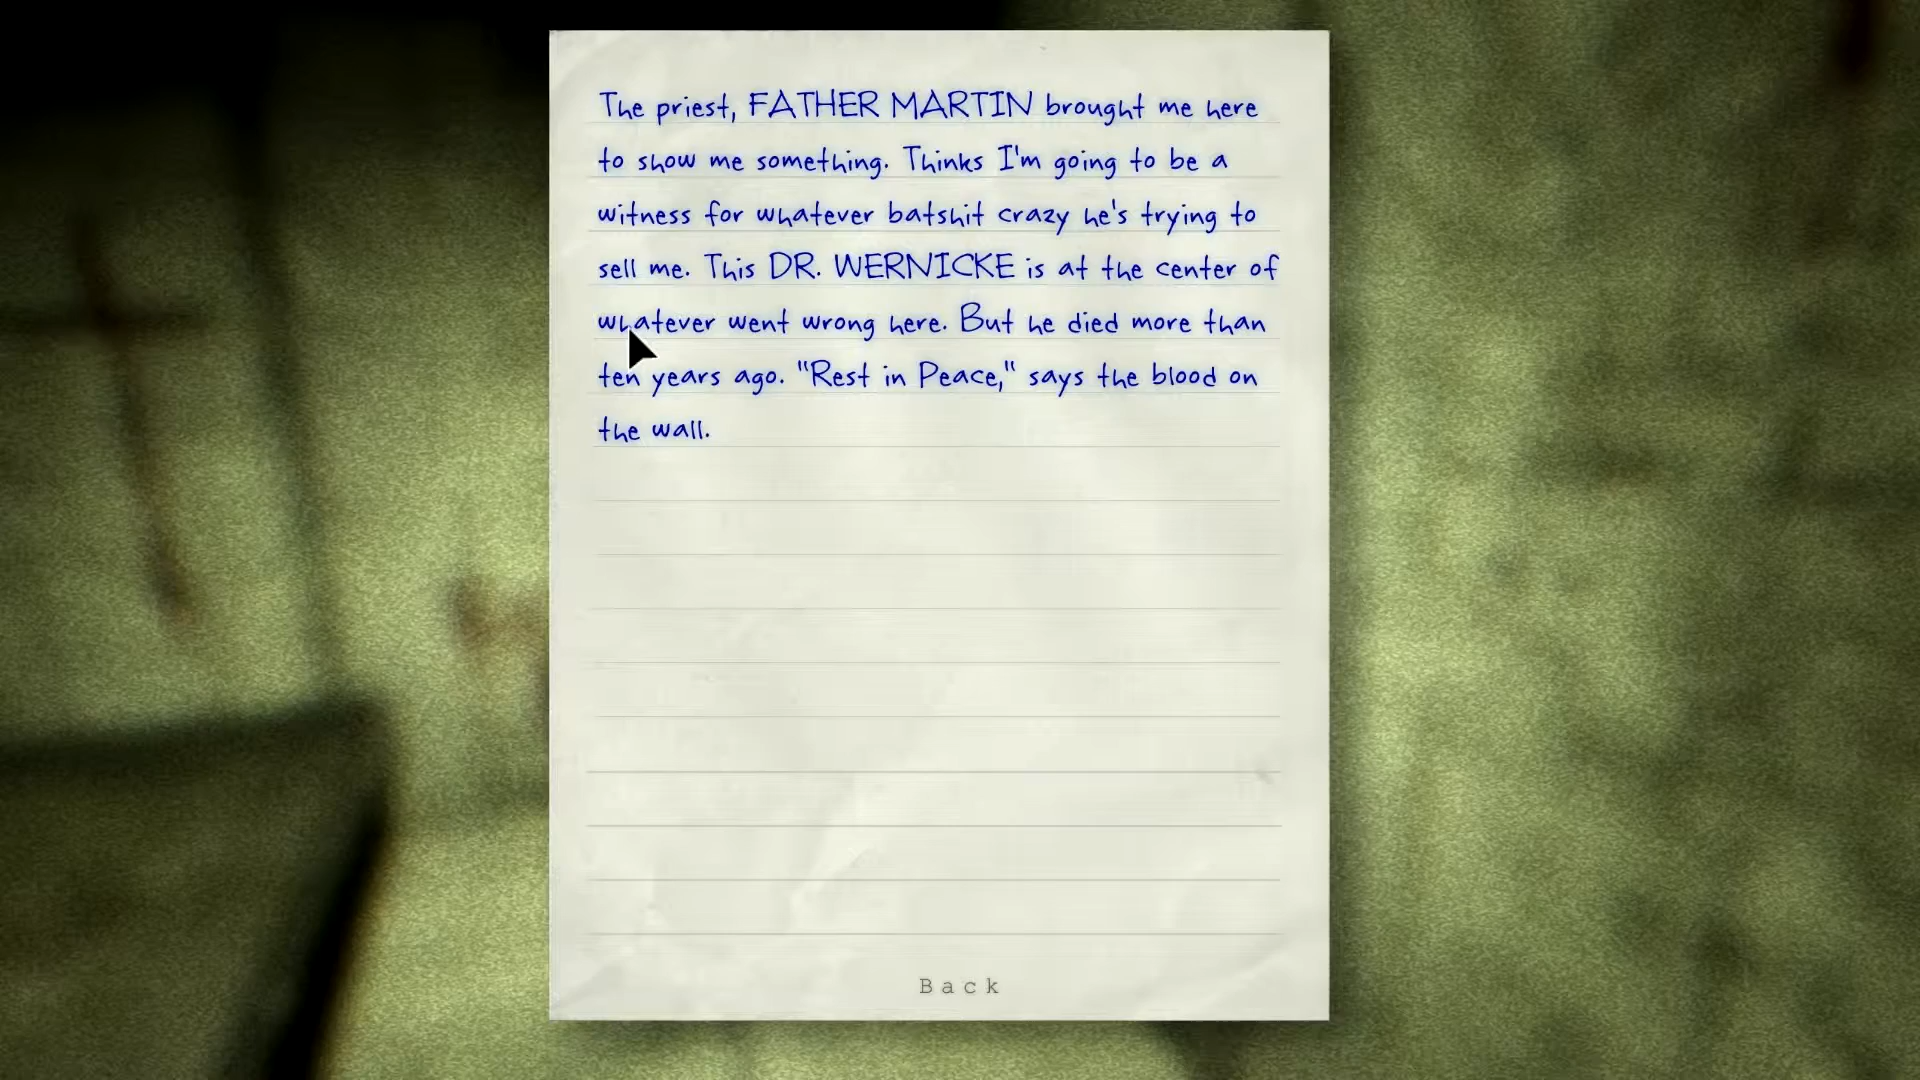 The priest, FATHER MARTIN brought me here
to show me something. Thinks I'm going to be a
witness for whatever batshit crazy he's trying to
sell me. This DR. WERNICKE is at the center of
whatever went wrong here. But he died more than
ten years ago. "Rest in Peace," says the blood on
the wall.
Back